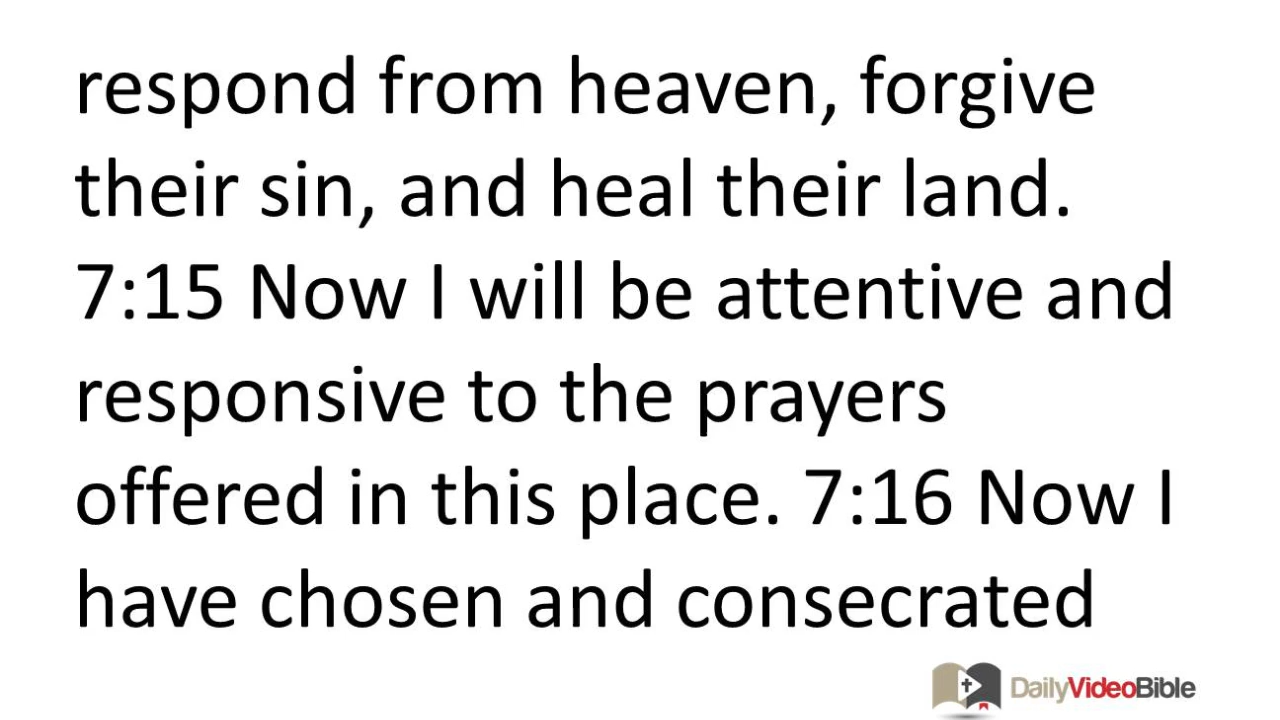 respond from heaven, forgive
their sin, and heal their land.
7:15 Now I will be attentive and
responsive to the prayers
offered in this place. 7:16 Now I
have chosen and consecrated
DailyVideoBible